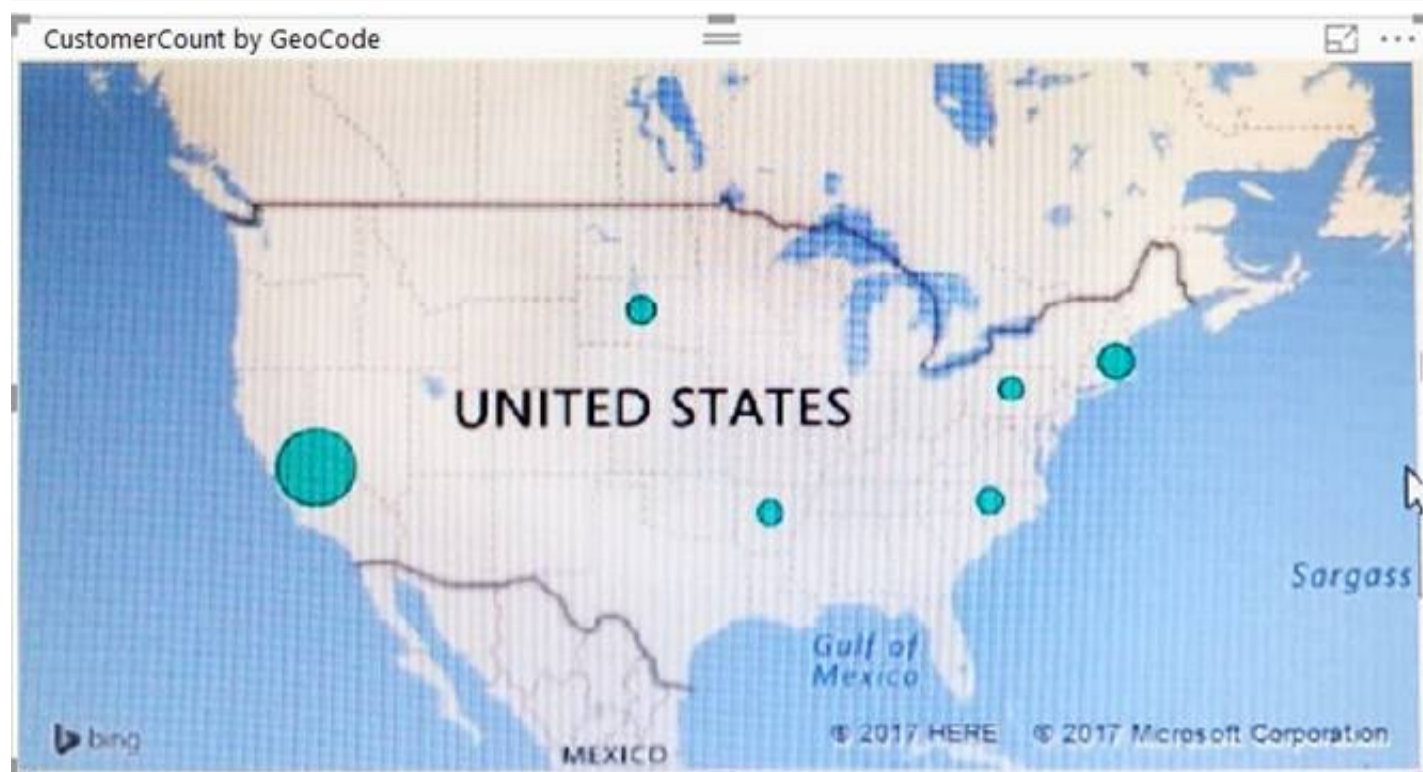 CustomerCount by GeoCode
UNITED STATES
Sargass
Gulf of
Mexico
bing
© 2017 HERE © 2017 Microsoft Corporation
MEXICO